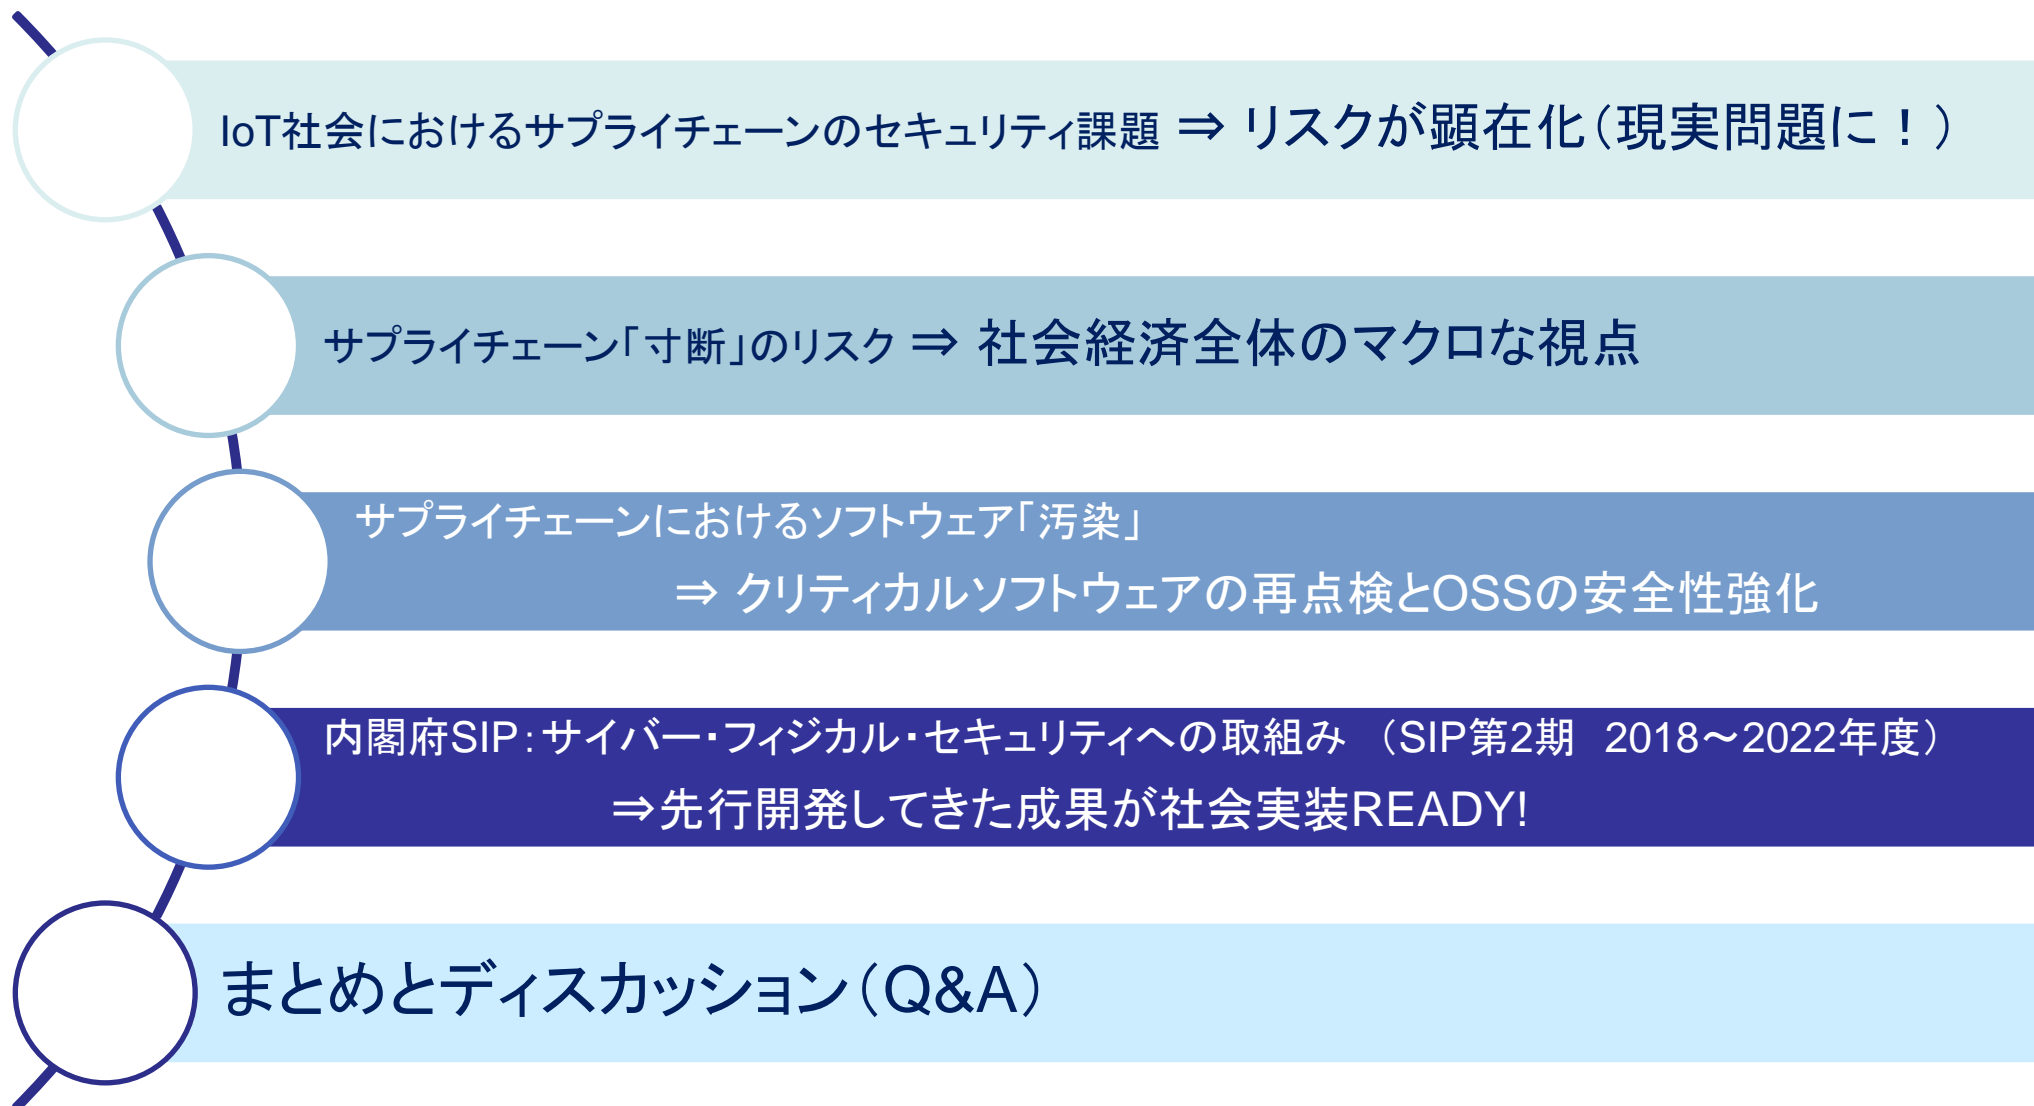 IoT社会におけるサプライチェーンのセキュリティ課題 ⇒ リスクが顕在化（現実問題に！）
サプライチェーン「寸断」のリスク ⇒ 社会経済全体のマクロな視点
サプライチェーンにおけるソフトウェア「汚染」
⇒ クリティカルソフトウェアの再点検とOSSの安全性強化
内閣府SIP：サイバー・フィジカル・セキュリティへの取組み （SIP第2期　2018～2022年度）
⇒先行開発してきた成果が社会実装READY!
まとめとディスカッション（Q&A）